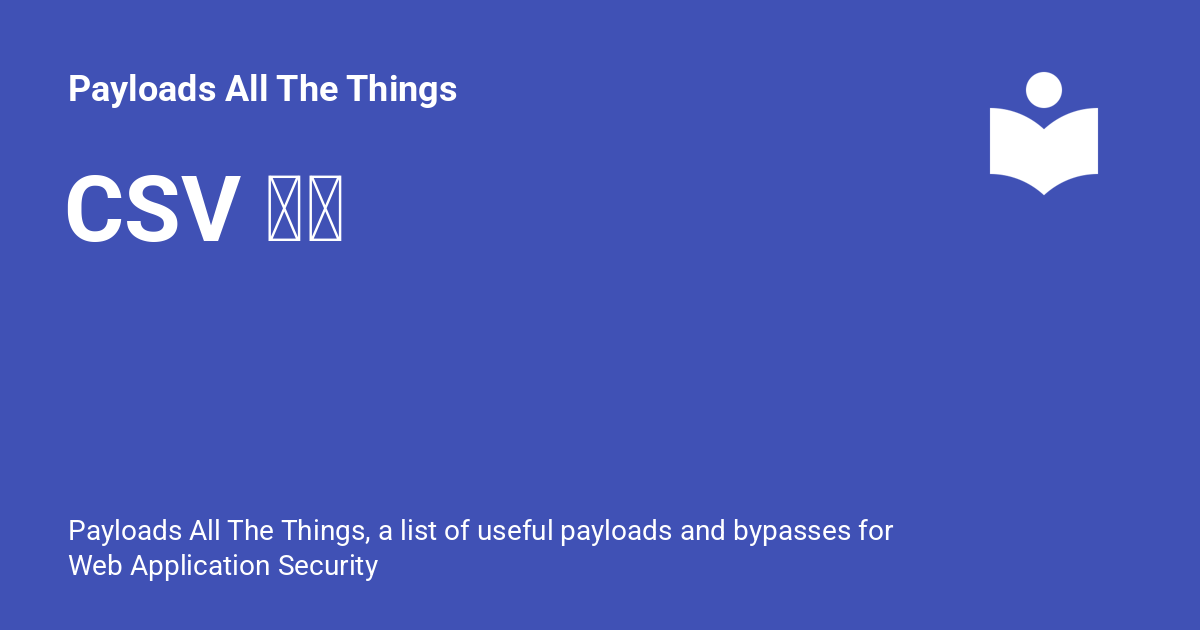 Payloads All The Things
CSV
Payloads All The Things, a list of useful payloads and bypasses for
Web Application Security